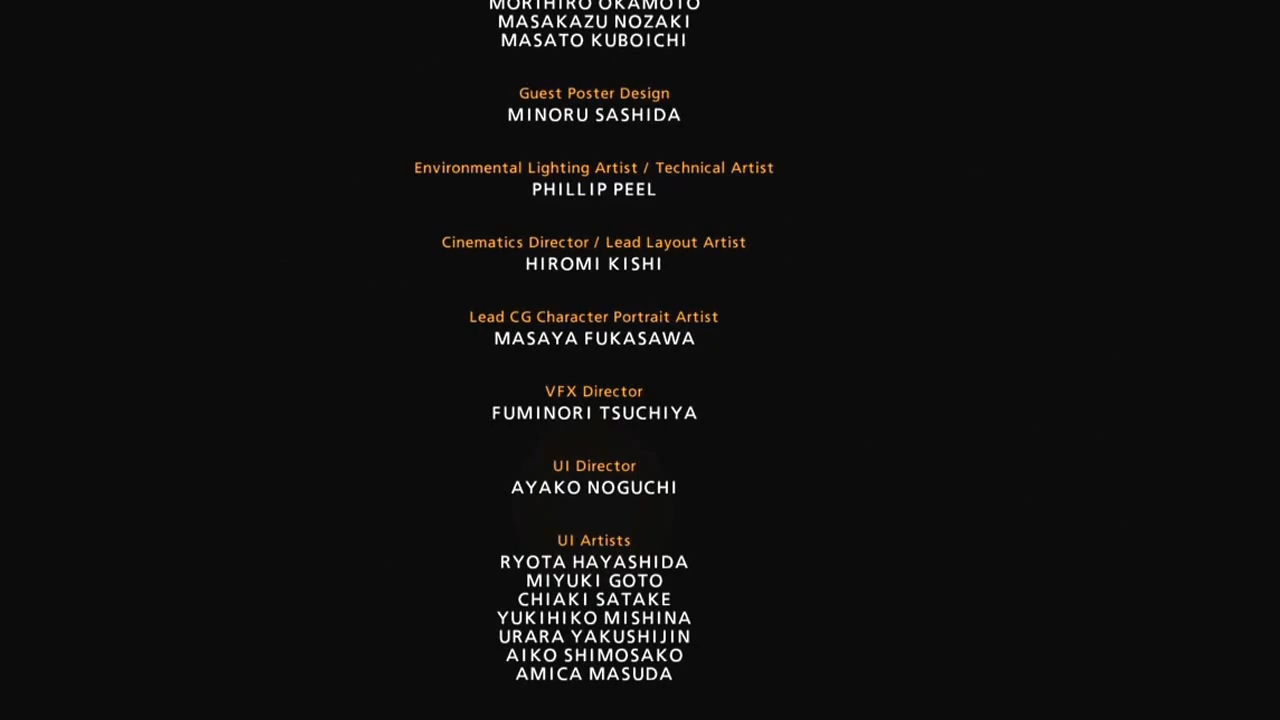 MORIHIRO OKAMOTO
MASAKAZU NOZAKI
MASATO KUBOICHI
Guest Poster Design
MINORU SASHIDA
Environmental Lighting Artist / Technical Artist
PHILLIP PEEL
Cinematics Director / Lead Layout Artist
HIROMI KISHI
Lead CG Character Portrait Artist
MASAYA FUKASAWA
VFX Director
FUMINORI TSUCHIYA
UI Director
AYAKO NOGUCHI
UI Artists
RYOTA HAYASHIDA
MIYUKI GOTO
CHIAKI SATAKE
YUKIHIKO MISHINA
URARA YAKUSHIJIN
AIKO SHIMOSAKO
AMICA MASUDA